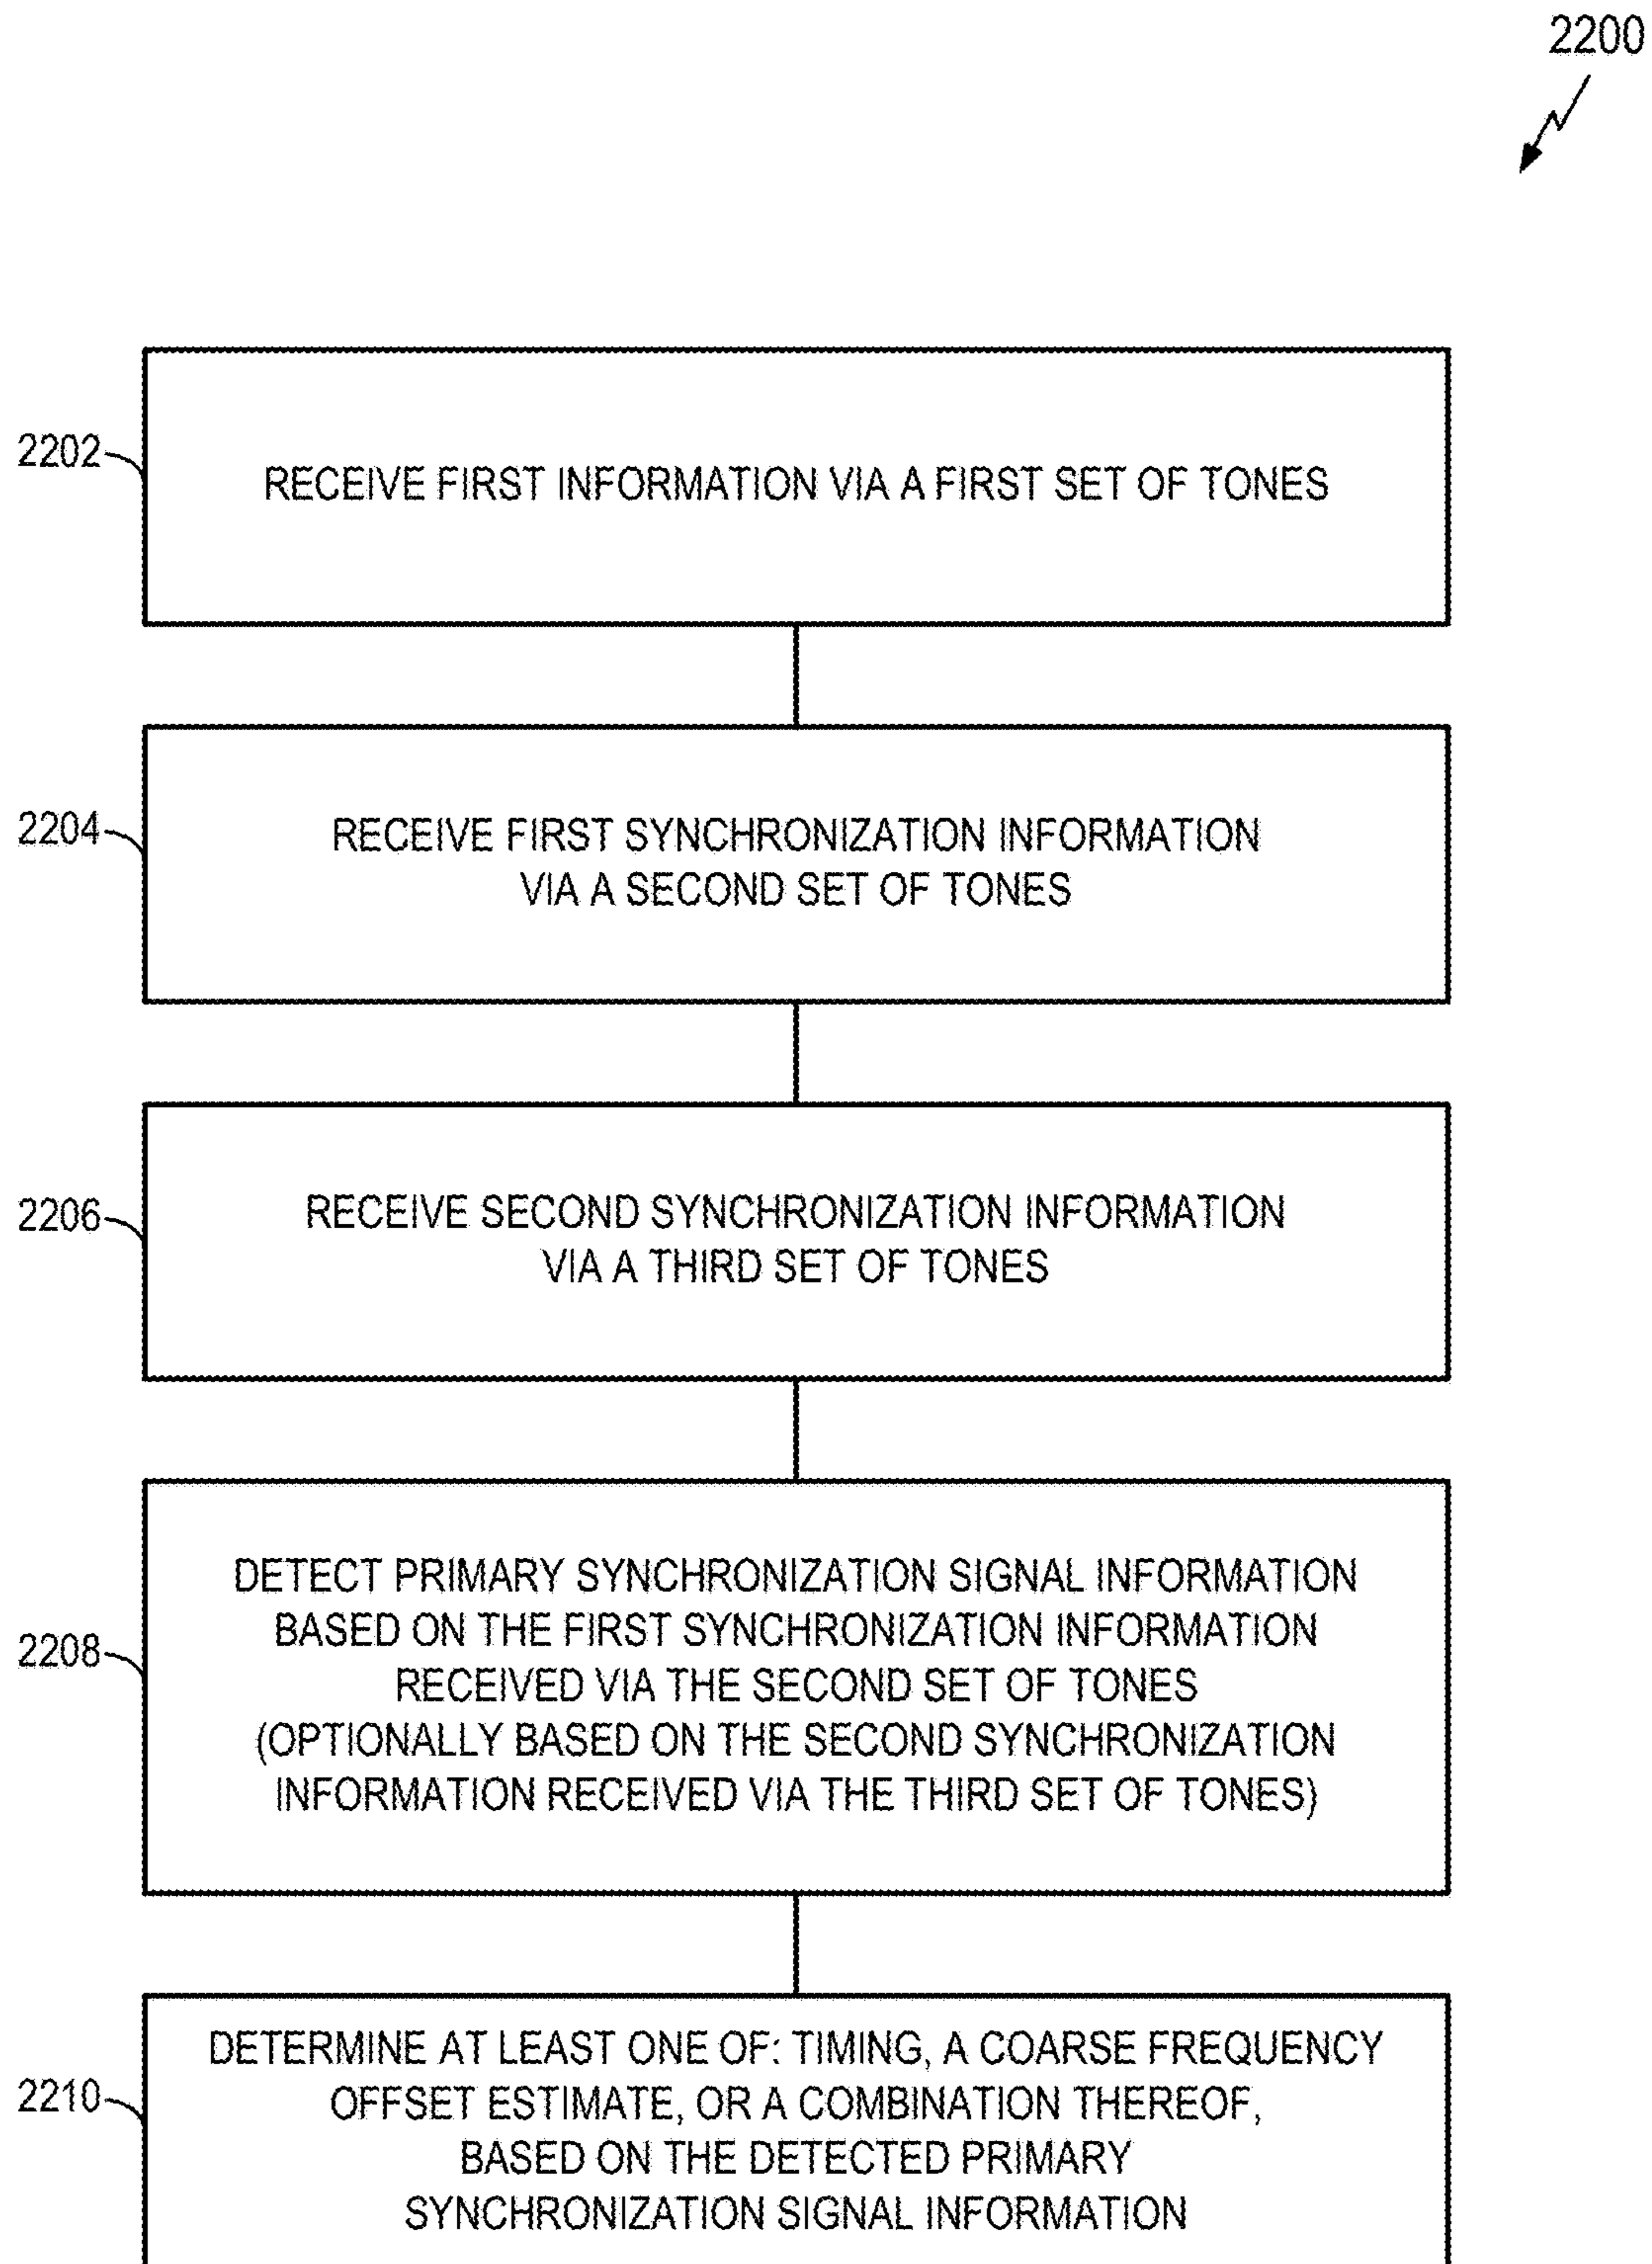 2200
2202
RECEIVE FIRST INFORMATION VIA A FIRST SET OF TONES
2204
RECEIVE FIRST SYNCHRONIZATION INFORMATION
VIA A SECOND SET OF TONES
2206
RECEIVE SECOND SYNCHRONIZATION INFORMATION
VIA A THIRD SET OF TONES
2208
DETECT PRIMARY SYNCHRONIZATION SIGNAL INFORMATION
BASED ON THE FIRST SYNCHRONIZATION INFORMATION
RECEIVED VIA THE SECOND SET OF TONES
(OPTIONALLY BASED ON THE SECOND SYNCHRONIZATION
INFORMATION RECEIVED VIA THE THIRD SET OF TONES)
2210
DETERMINE AT LEAST ONE OF: TIMING, A COARSE FREQUENCY
OFFSET ESTIMATE, OR A COMBINATION THEREOF,
BASED ON THE DETECTED PRIMARY
SYNCHRONIZATION SIGNAL INFORMATION